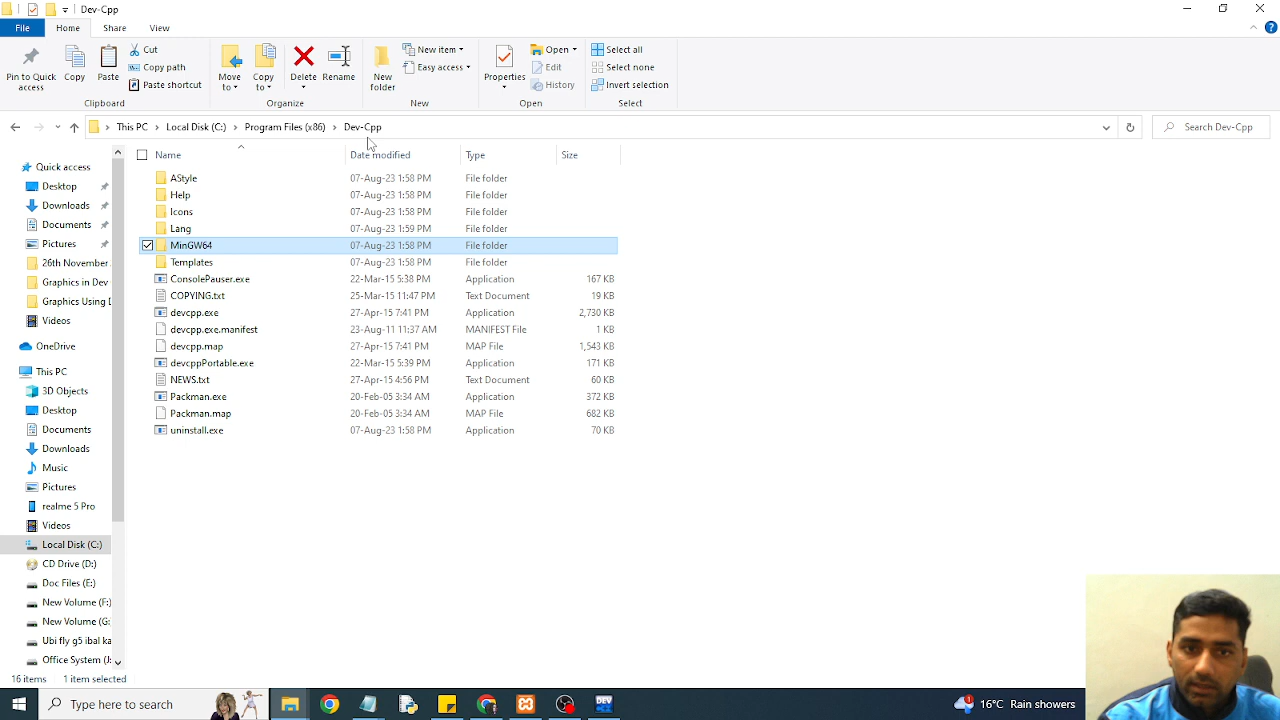 Dev-Cpp
File Home Share View
Pin to Quick access
Copy
Paste
Cut
Copy path
Paste shortcut
Clipboard
Move to
Copy to
Delete
Rename
Organize
New folder
New item
Easy access
New
Properties
Open
Edit
History
Open
Select all
Select none
Invert selection
Select
This PC Local Disk (C:) Program Files (x86) Dev-Cpp
Search Dev-Cpp
Name Date modified Type Size
AStyle 07-Aug-23 1:58 PM File folder
Help 07-Aug-23 1:58 PM File folder
Icons 07-Aug-23 1:58 PM File folder
Lang 07-Aug-23 1:59 PM File folder
MinGW64 07-Aug-23 1:58 PM File folder
Templates 07-Aug-23 1:58 PM File folder
ConsolePauser.exe 22-Mar-15 5:38 PM Application 167 KB
COPYING.txt 25-Mar-15 11:47 PM Text Document 19 KB
devcpp.exe 27-Apr-15 7:41 PM Application 2,730 KB
devcpp.exe.manifest 23-Aug-11 11:37 AM MANIFEST File 1 KB
devcpp.map 27-Apr-15 7:41 PM MAP File 1,543 KB
devcppPortable.exe 22-Mar-15 5:39 PM Application 171 KB
NEWS.txt 27-Apr-15 4:56 PM Text Document 60 KB
Packman.exe 20-Feb-05 3:34 AM Application 372 KB
Packman.map 20-Feb-05 3:34 AM MAP File 682 KB
uninstall.exe 07-Aug-23 1:58 PM Application 70 KB
Quick access
Desktop
Downloads
Documents
Pictures
26th November
Graphics in Dev
Graphics Using D
Videos
OneDrive
This PC
3D Objects
Desktop
Documents
Downloads
Music
Pictures
realme 5 Pro
Videos
Local Disk (C:)
CD Drive (D:)
Doc Files (E:)
New Volume (F:)
New Volume (G:
Ubi fly g5 ibal ka
Office System (J:
16 items 1 item selected
Type here to search
DEV
16°C Rain showers